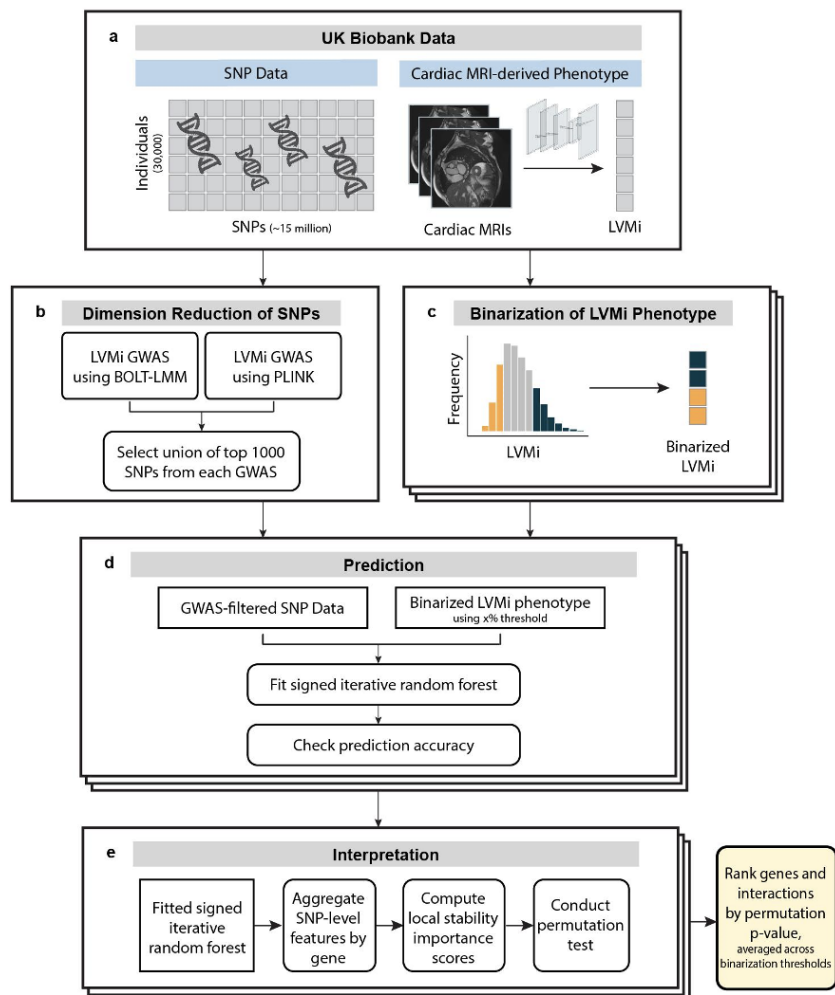 a
UK Biobank Data
SNP Data
Cardiac MRI-derived Phenotype
Individuals
(30,000)
SNPs (~15 million)
Cardiac MRIs
LVMi
b
Dimension Reduction of SNPs
LVMi GWAS
using BOLT-LMM
LVMi GWAS
using PLINK
Select union of top 1000
SNPs from each GWAS
c
Binarization of LVMi Phenotype
Frequency
LVMi
Binarized
LVMi
d
Prediction
GWAS-filtered SNP Data
Binarized LVMi phenotype
using x% threshold
Fit signed iterative random forest
Check prediction accuracy
e
Interpretation
Fitted signed
iterative
random forest
Aggregate
SNP-level
features by
gene
Compute
local stability
importance
scores
Conduct
permutation
test
Rank genes and
interactions
by permutation
p-value,
averaged across
binarization thresholds